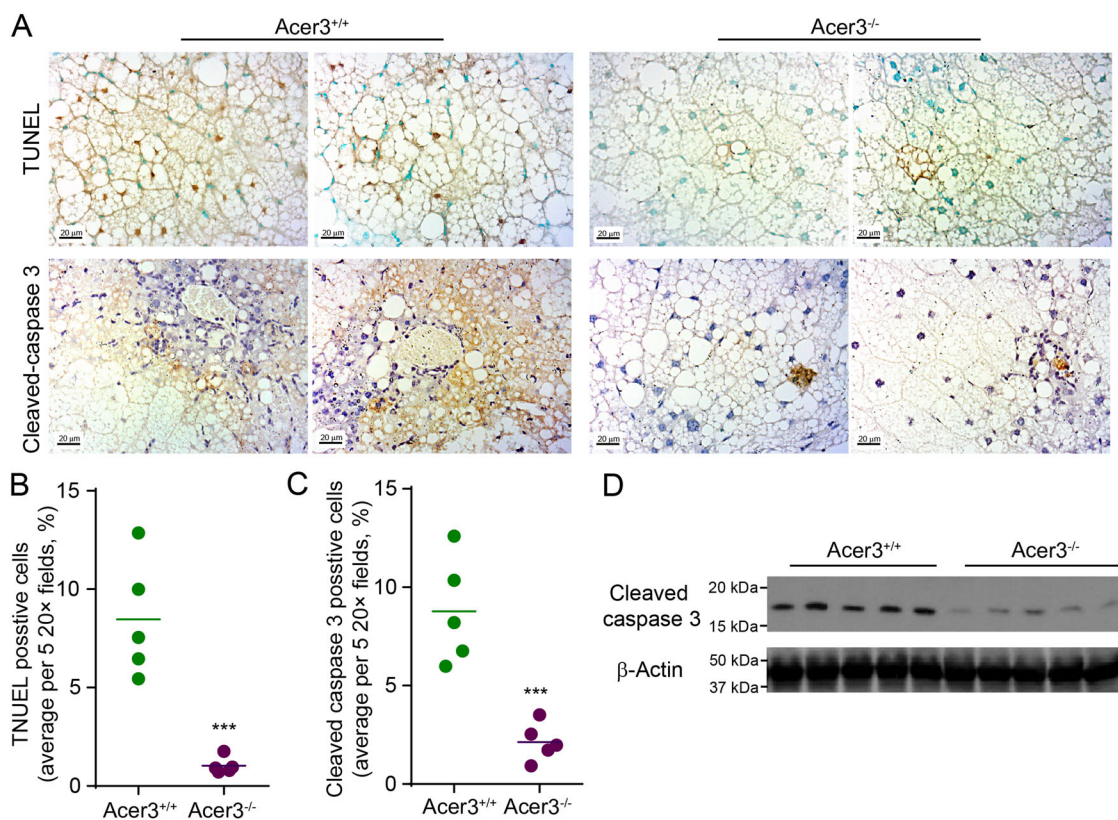 A
Acer3+/+
Acer3-/-
TUNEL
20 µm
20 µm
20 µm
20 µm
Cleaved-caspase 3
20 µm
20 µm
20 µm
20 µm
B
TNUEL posstive cells
(average per 5 20× fields, %)
15
10
5
0
***
Acer3+/+
Acer3-/-
C
Cleaved caspase 3 posstive cells
(average per 5 20× fields, %)
15
10
5
0
***
Acer3+/+
Acer3-/-
D
Acer3+/+
Acer3-/-
Cleaved
caspase 3
20 kDa
15 kDa
β-Actin
50 kDa
37 kDa